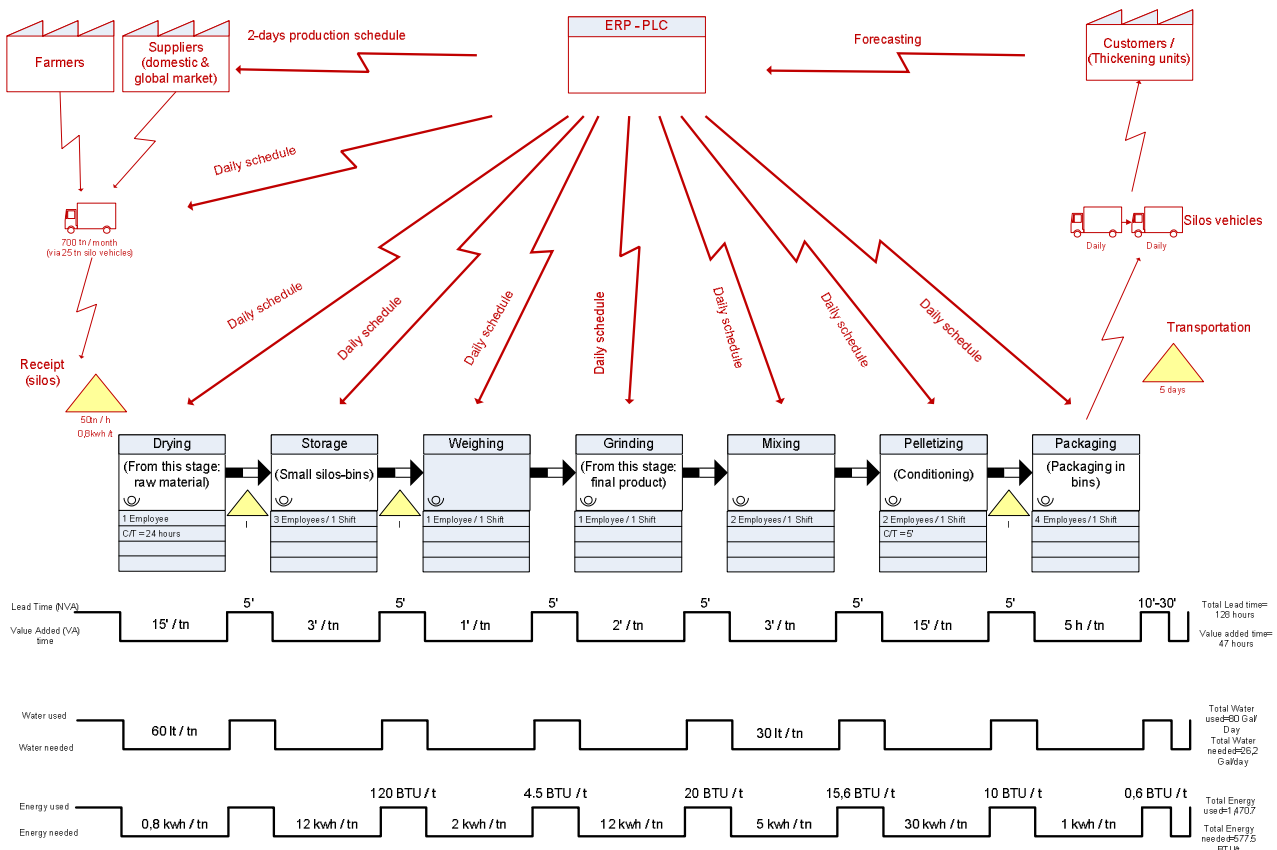 ERP - PLC
Farmers
Suppliers
(domestic &
global market)
2-days production schedule
Forecasting
Customers /
(Thickening units)
Daily schedule
700 tn / month
(via 25 tn silo vehicles)
Silos vehicles
Daily
Daily
Daily schedule
Daily schedule
Daily schedule
Daily schedule
Daily schedule
Daily schedule
Daily schedule
Transportation
5 days
Receipt
(silos)
50tn / h
0,8kwh /t
Drying
(From this stage:
raw material)
1 Employee
C/T = 24 hours
I
Storage
(Small silos-bins)
3 Employees / 1 Shift
I
Weighing
1 Employee / 1 Shift
Grinding
(From this stage:
final product)
1 Employee / 1 Shift
Mixing
2 Employees / 1 Shift
Pelletizing
(Conditioning)
2 Employees / 1 Shift
C/T = 5'
I
Packaging
(Packaging in
bins)
4 Employees / 1 Shift
Lead Time (NVA)
5' 5' 5' 5' 5' 5' 10'-30'
Total Lead time=
128 hours
Value Added (VA)
time
15' / tn 3' / tn 1' / tn 2' / tn 3' / tn 15' / tn 5 h / tn
Value added time=
47 hours
Water used
Total Water
used=80 Gal/
Day
Water needed
60 lt / tn 30 lt / tn
Total Water
needed=26,2
Gal/day
Energy used
120 BTU / t 4.5 BTU / t 20 BTU / t 15,6 BTU / t 10 BTU / t 0,6 BTU / t
Total Energy
used=1,470.7
Energy needed
0,8 kwh / tn 12 kwh / tn 2 kwh / tn 12 kwh / tn 5 kwh / tn 30 kwh / tn 1 kwh / tn
Total Energy
needed=577,5
BTU/t